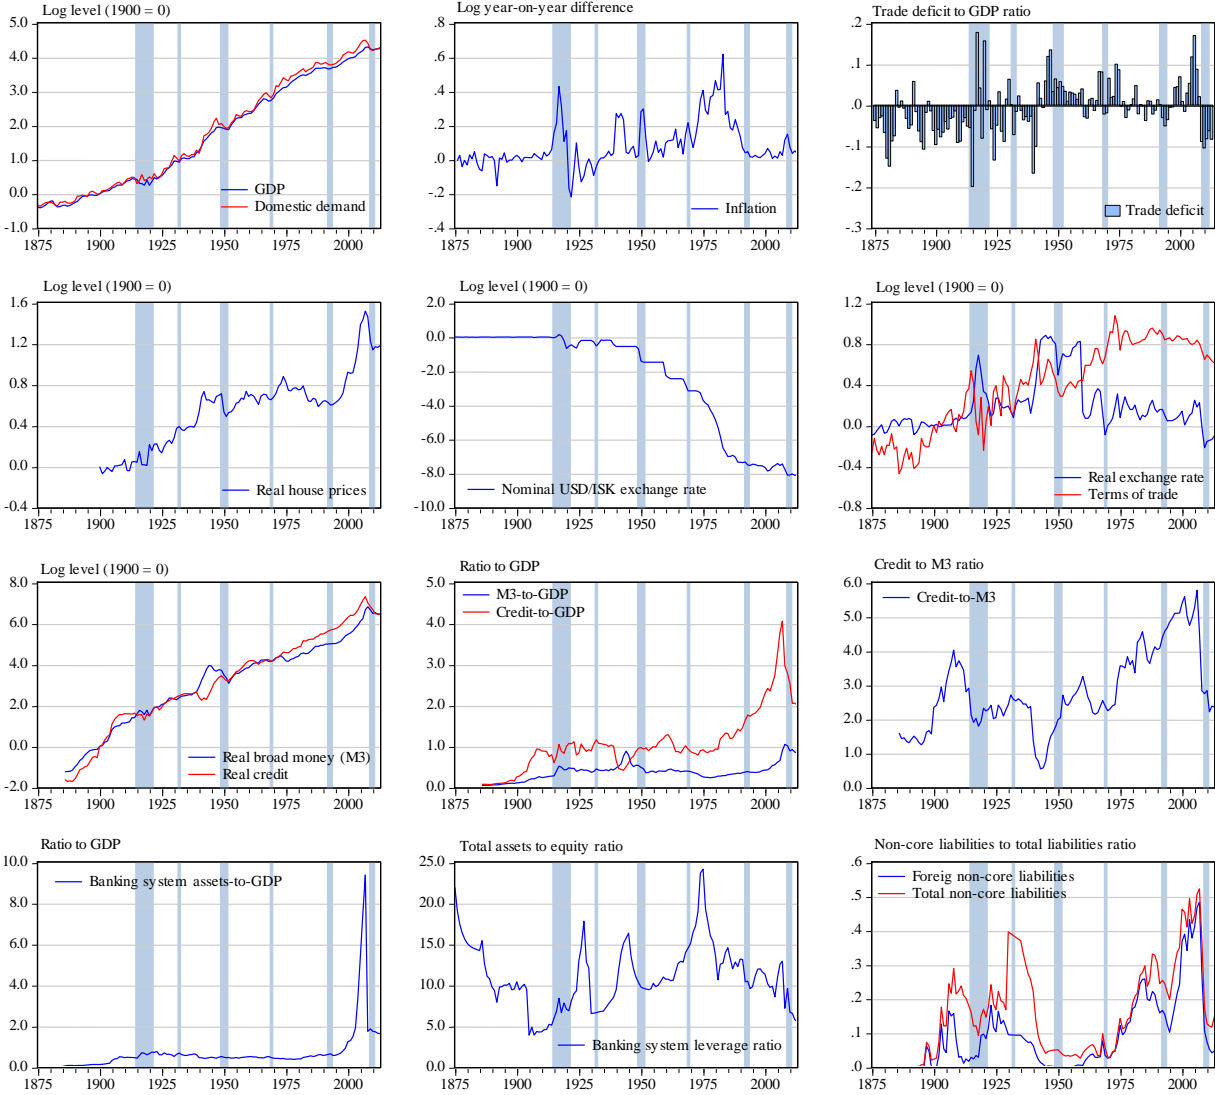 Log level (1900 = 0)
5.0
4.0
3.0
2.0
1.0
0.0
-1.0
GDP
Domestic demand
1875 1900 1925 1950 1975 2000
Log year-on-year difference
.8
.6
.4
.2
.0
-.2
-.4
Inflation
1875 1900 1925 1950 1975 2000
Trade deficit to GDP ratio
.2
.1
.0
-.1
-.2
-.3
Trade deficit
1875 1900 1925 1950 1975 2000
Log level (1900 = 0)
1.6
1.2
0.8
0.4
0.0
-0.4
Real house prices
1875 1900 1925 1950 1975 2000
Log level (1900 = 0)
2.0
0.0
-2.0
-4.0
-6.0
-8.0
-10.0
Nominal USD/ISK exchange rate
1875 1900 1925 1950 1975 2000
Log level (1900 = 0)
1.2
0.8
0.4
0.0
-0.4
-0.8
Real exchange rate
Terms of trade
1875 1900 1925 1950 1975 2000
Log level (1900 = 0)
8.0
6.0
4.0
2.0
0.0
-2.0
Real broad money (M3)
Real credit
1875 1900 1925 1950 1975 2000
Ratio to GDP
5.0
4.0
3.0
2.0
1.0
0.0
M3-to-GDP
Credit-to-GDP
1875 1900 1925 1950 1975 2000
Credit to M3 ratio
6.0
5.0
4.0
3.0
2.0
1.0
0.0
Credit-to-M3
1875 1900 1925 1950 1975 2000
Ratio to GDP
10.0
8.0
6.0
4.0
2.0
0.0
Banking system assets-to-GDP
1875 1900 1925 1950 1975 2000
Total assets to equity ratio
25.0
20.0
15.0
10.0
5.0
0.0
Banking system leverage ratio
1875 1900 1925 1950 1975 2000
Non-core liabilities to total liabilities ratio
.6
.5
.4
.3
.2
.1
.0
Foreig non-core liabilities
Total non-core liabilities
1875 1900 1925 1950 1975 2000